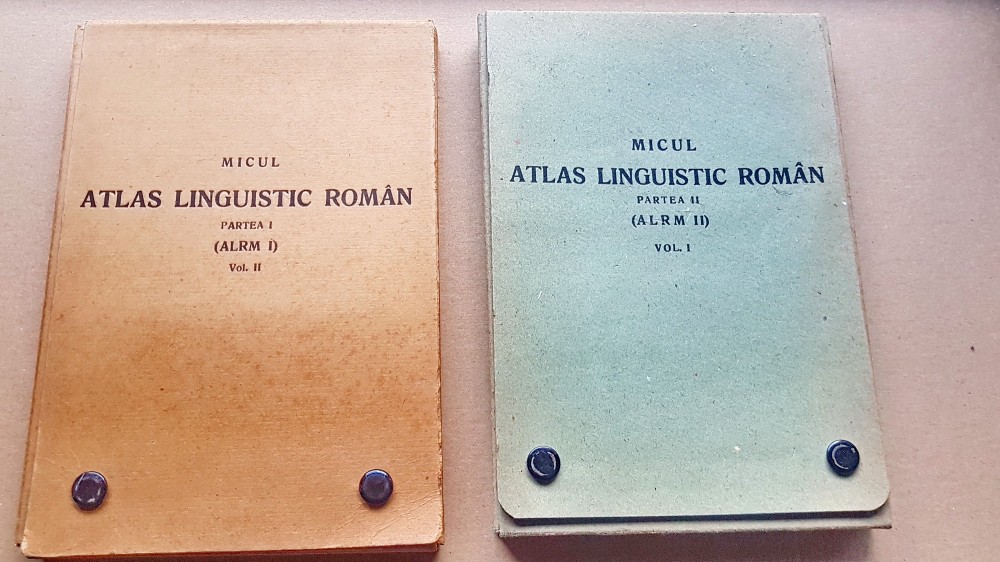 MICUL
ATLAS LINGUISTIC ROMÂN
PARTEA I
(ALRM I)
Vol. II
MICUL
ATLAS LINGUISTIC ROMÂN
PARTEA II
(ALRM II)
VOL. I